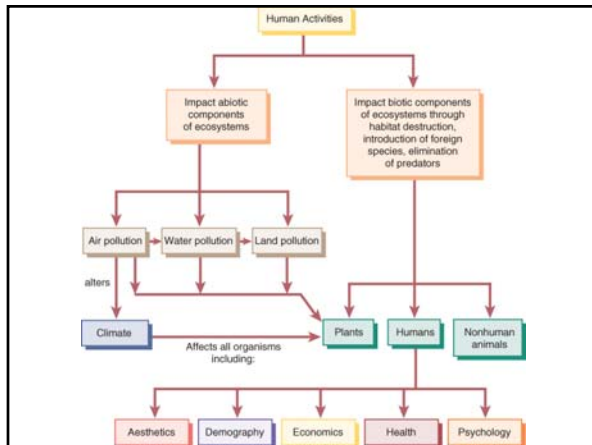 Human Activities
Impact abiotic
components
of ecosystems
Impact biotic components
of ecosystems through
habitat destruction,
introduction of foreign
species, elimination
of predators
Air pollution
Water pollution
Land pollution
alters
Climate
Affects all organisms
including:
Plants
Humans
Nonhuman
animals
Aesthetics
Demography
Economics
Health
Psychology